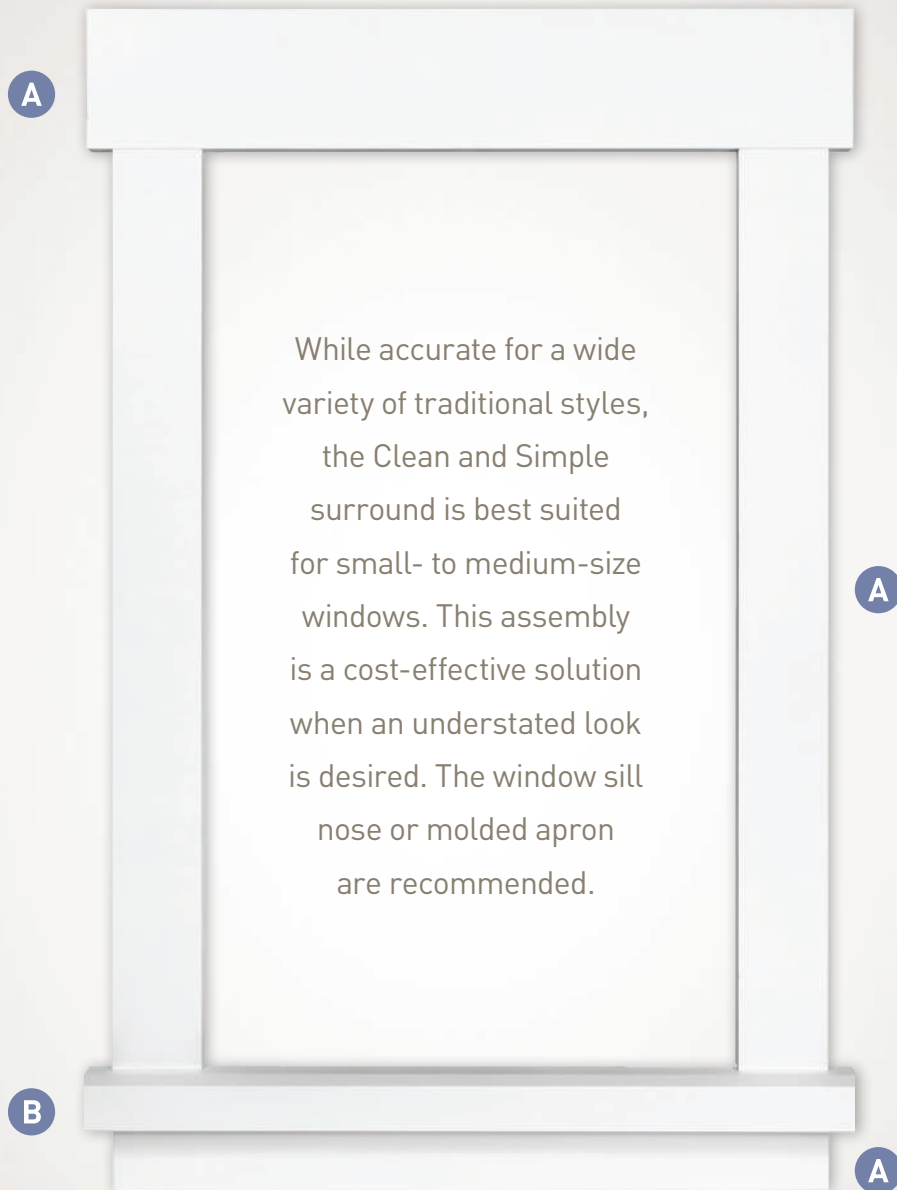 A
While accurate for a wide
variety of traditional styles,
the Clean and Simple
surround is best suited
for small- to medium-size
A
windows. This assembly
is a cost-effective solution
when an understated look
is desired. The window sill
nose or molded apron
are recommended.
B
A